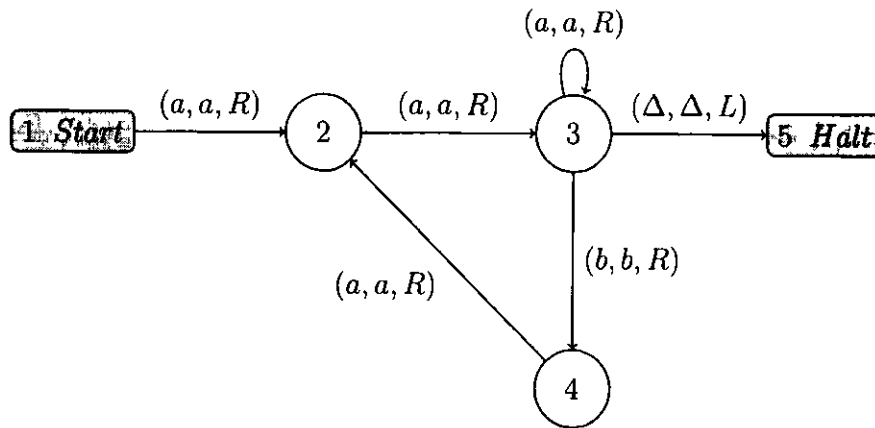 (a, a, R)
(a, a, R)
(a, a, R)
(Δ, Δ, L)
1 Start
2
3
5 Halt
(b, b, R)
(a, a, R)
4